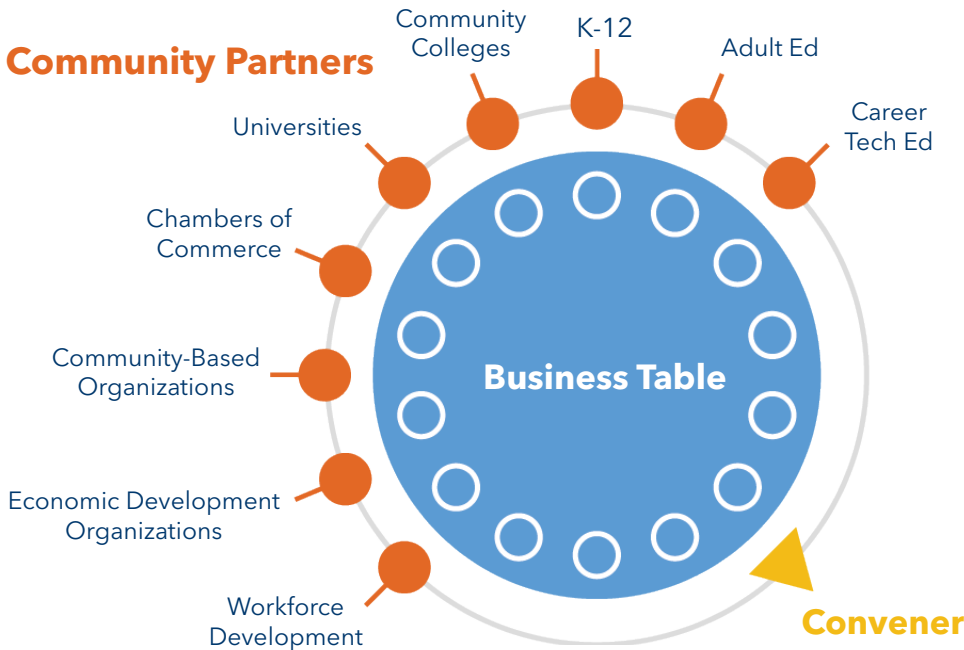 Community Partners
Community
Colleges
K-12
Adult Ed
Career
Tech Ed
Universities
Chambers of
Commerce
Community-Based
Organizations
Business Table
Economic Development
Organizations
Workforce
Development
Convener